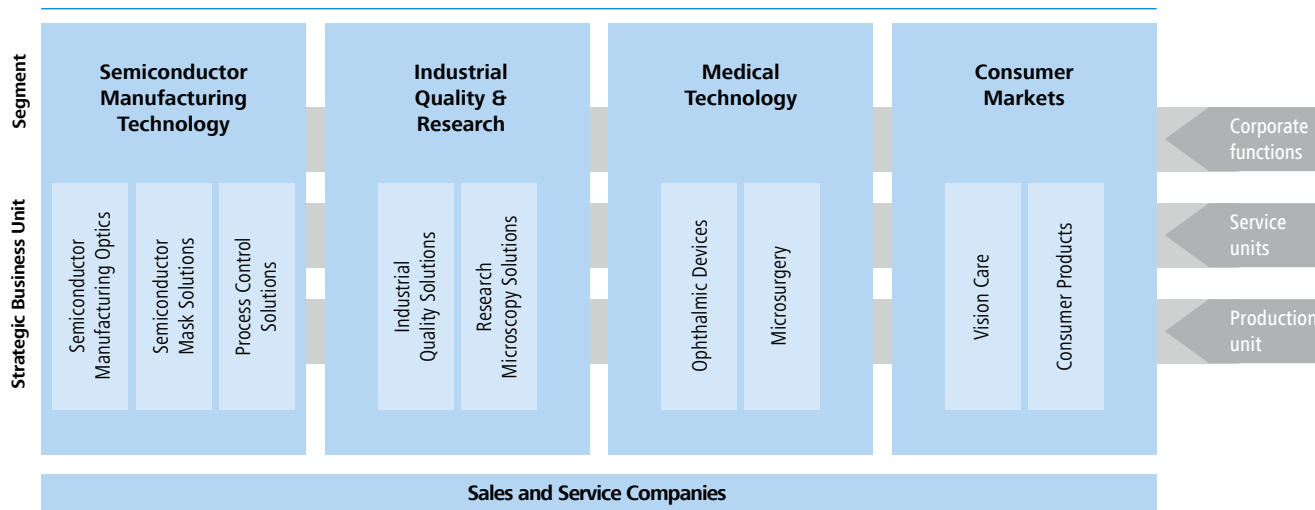 Segment
Semiconductor
Manufacturing
Technology
Industrial
Quality &
Research
Medical
Technology
Consumer
Markets
Corporate
functions
Strategic Business Unit
Semiconductor
Manufacturing Optics
Semiconductor
Mask Solutions
Process Control
Solutions
Industrial
Quality Solutions
Research
Microscopy Solutions
Ophthalmic Devices
Microsurgery
Vision Care
Consumer Products
Service
units
Production
unit
Sales and Service Companies